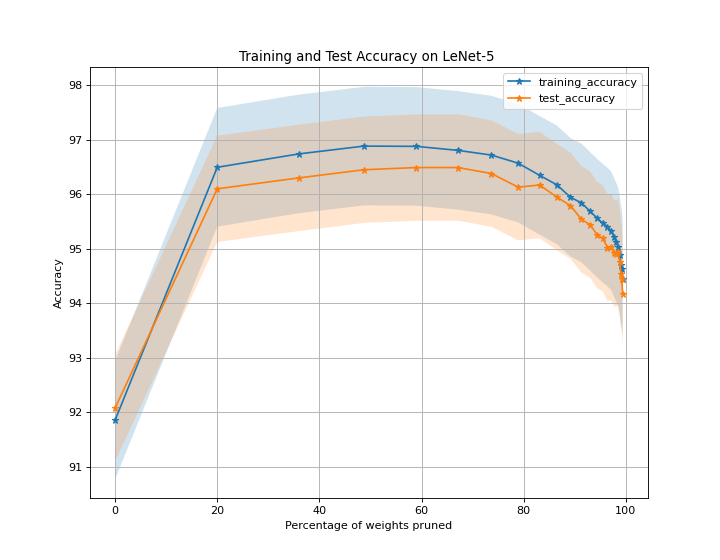 Training and Test Accuracy on LeNet-5
training_accuracy
test_accuracy
98
97
96
95
94
93
92
91
Accuracy
0 20 40 60 80 100
Percentage of weights pruned